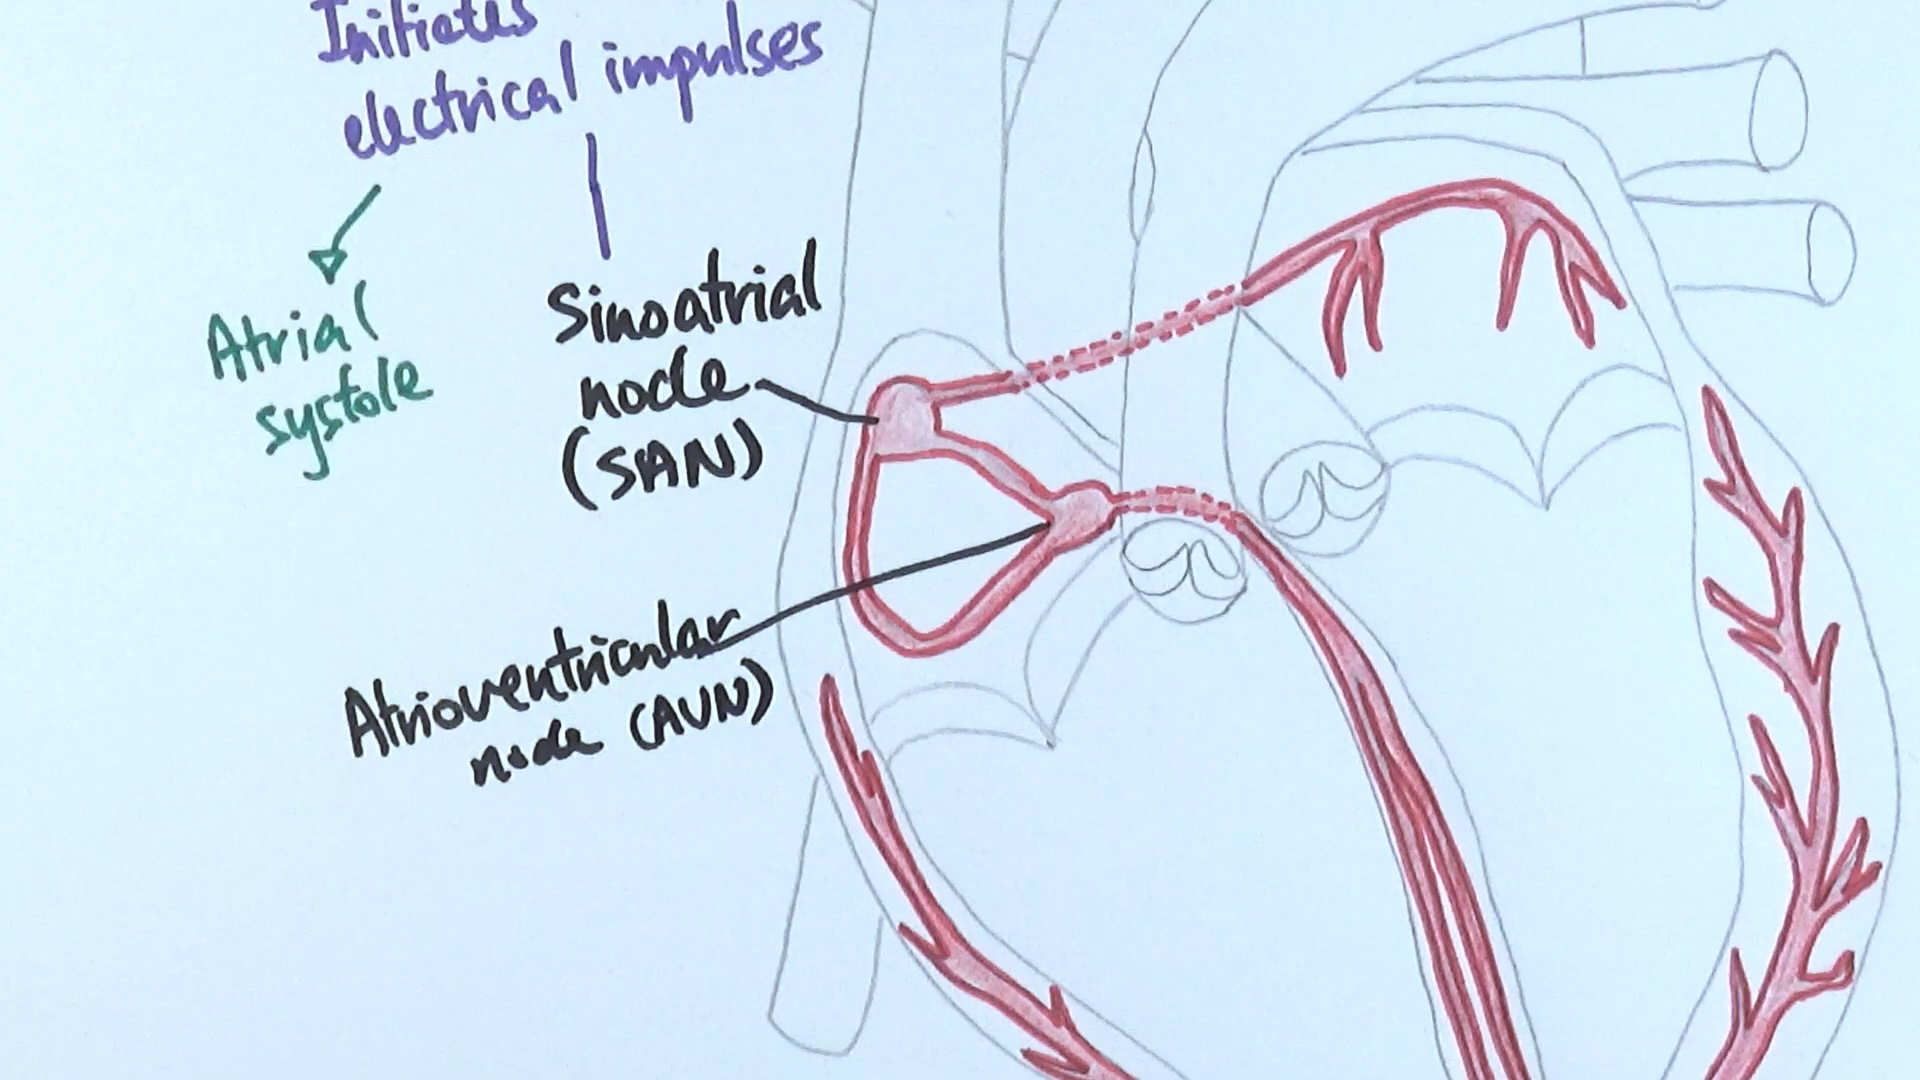 Initiates
electrical impulses
Atrial
systole
Sinoatrial
node
(SAN)
Atrioventricular
node (AVN)